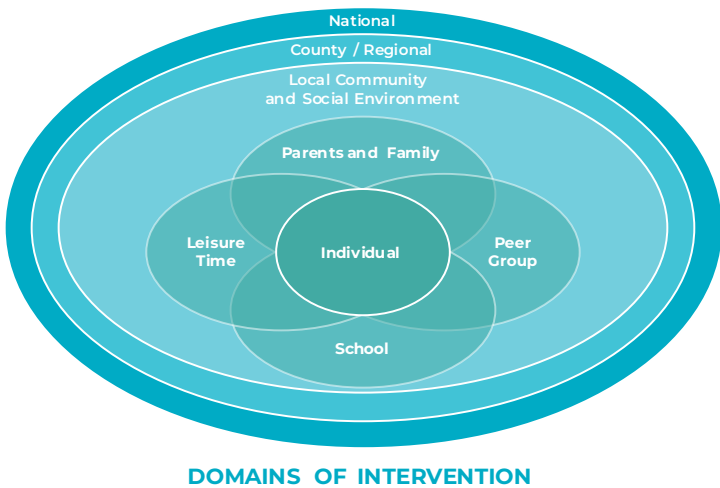 National
County / Regional
Local Community
and Social Environment
Parents and Family
Leisure
Time
Individual
Peer
Group
School
DOMAINS OF INTERVENTION